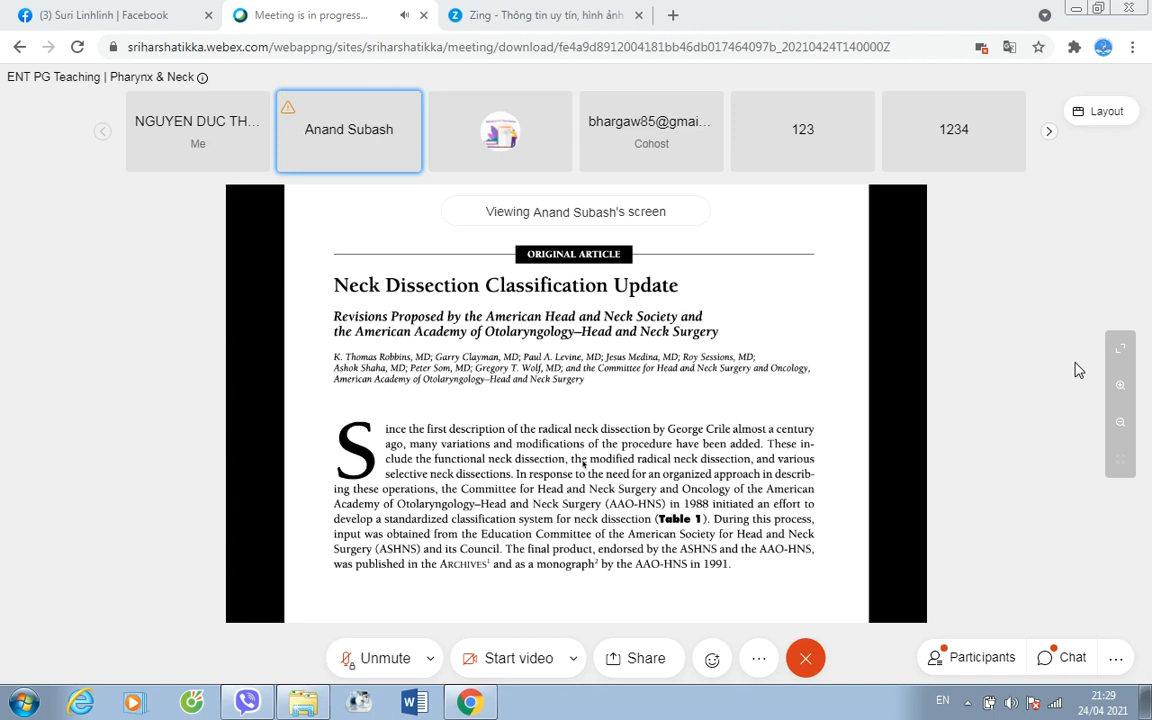 (3) Suri Linhlinh | Facebook
Meeting is in progress...
Zing - Thông tin uy tín, hình ảnh
sriharshatikka.webex.com/webappng/sites/sriharshatikka/meeting/download/fe4a9d8912004181bb46db017464097b_20210424T140000Z
ENT PG Teaching | Pharynx & Neck
NGUYEN DUC TH...
Me
Anand Subash
bhargaw85@gmai...
Cohost
123
1234
Layout
Viewing Anand Subash's screen
ORIGINAL ARTICLE
Neck Dissection Classification Update
Revisions Proposed by the American Head and Neck Society and
the American Academy of Otolaryngology–Head and Neck Surgery
K. Thomas Robbins, MD; Garry Clayman, MD; Paul A. Levine, MD; Jesus Medina, MD; Roy Sessions, MD;
Ashok Shaha, MD; Peter Som, MD; Gregory T. Wolf, MD; and the Committee for Head and Neck Surgery and Oncology,
American Academy of Otolaryngology–Head and Neck Surgery
Since the first description of the radical neck dissection by George Crile almost a century
ago, many variations and modifications of the procedure have been added. These in-
clude the functional neck dissection, the modified radical neck dissection, and various
selective neck dissections. In response to the need for an organized approach in describ-
ing these operations, the Committee for Head and Neck Surgery and Oncology of the American
Academy of Otolaryngology–Head and Neck Surgery (AAO-HNS) in 1988 initiated an effort to
develop a standardized classification system for neck dissection (Table 1). During this process,
input was obtained from the Education Committee of the American Society for Head and Neck
Surgery (ASHNS) and its Council. The final product, endorsed by the ASHNS and the AAO-HNS,
was published in the ARCHIVES¹ and as a monograph² by the AAO-HNS in 1991.
Unmute
Start video
Share
Participants
Chat
EN
21:29
24/04 2021